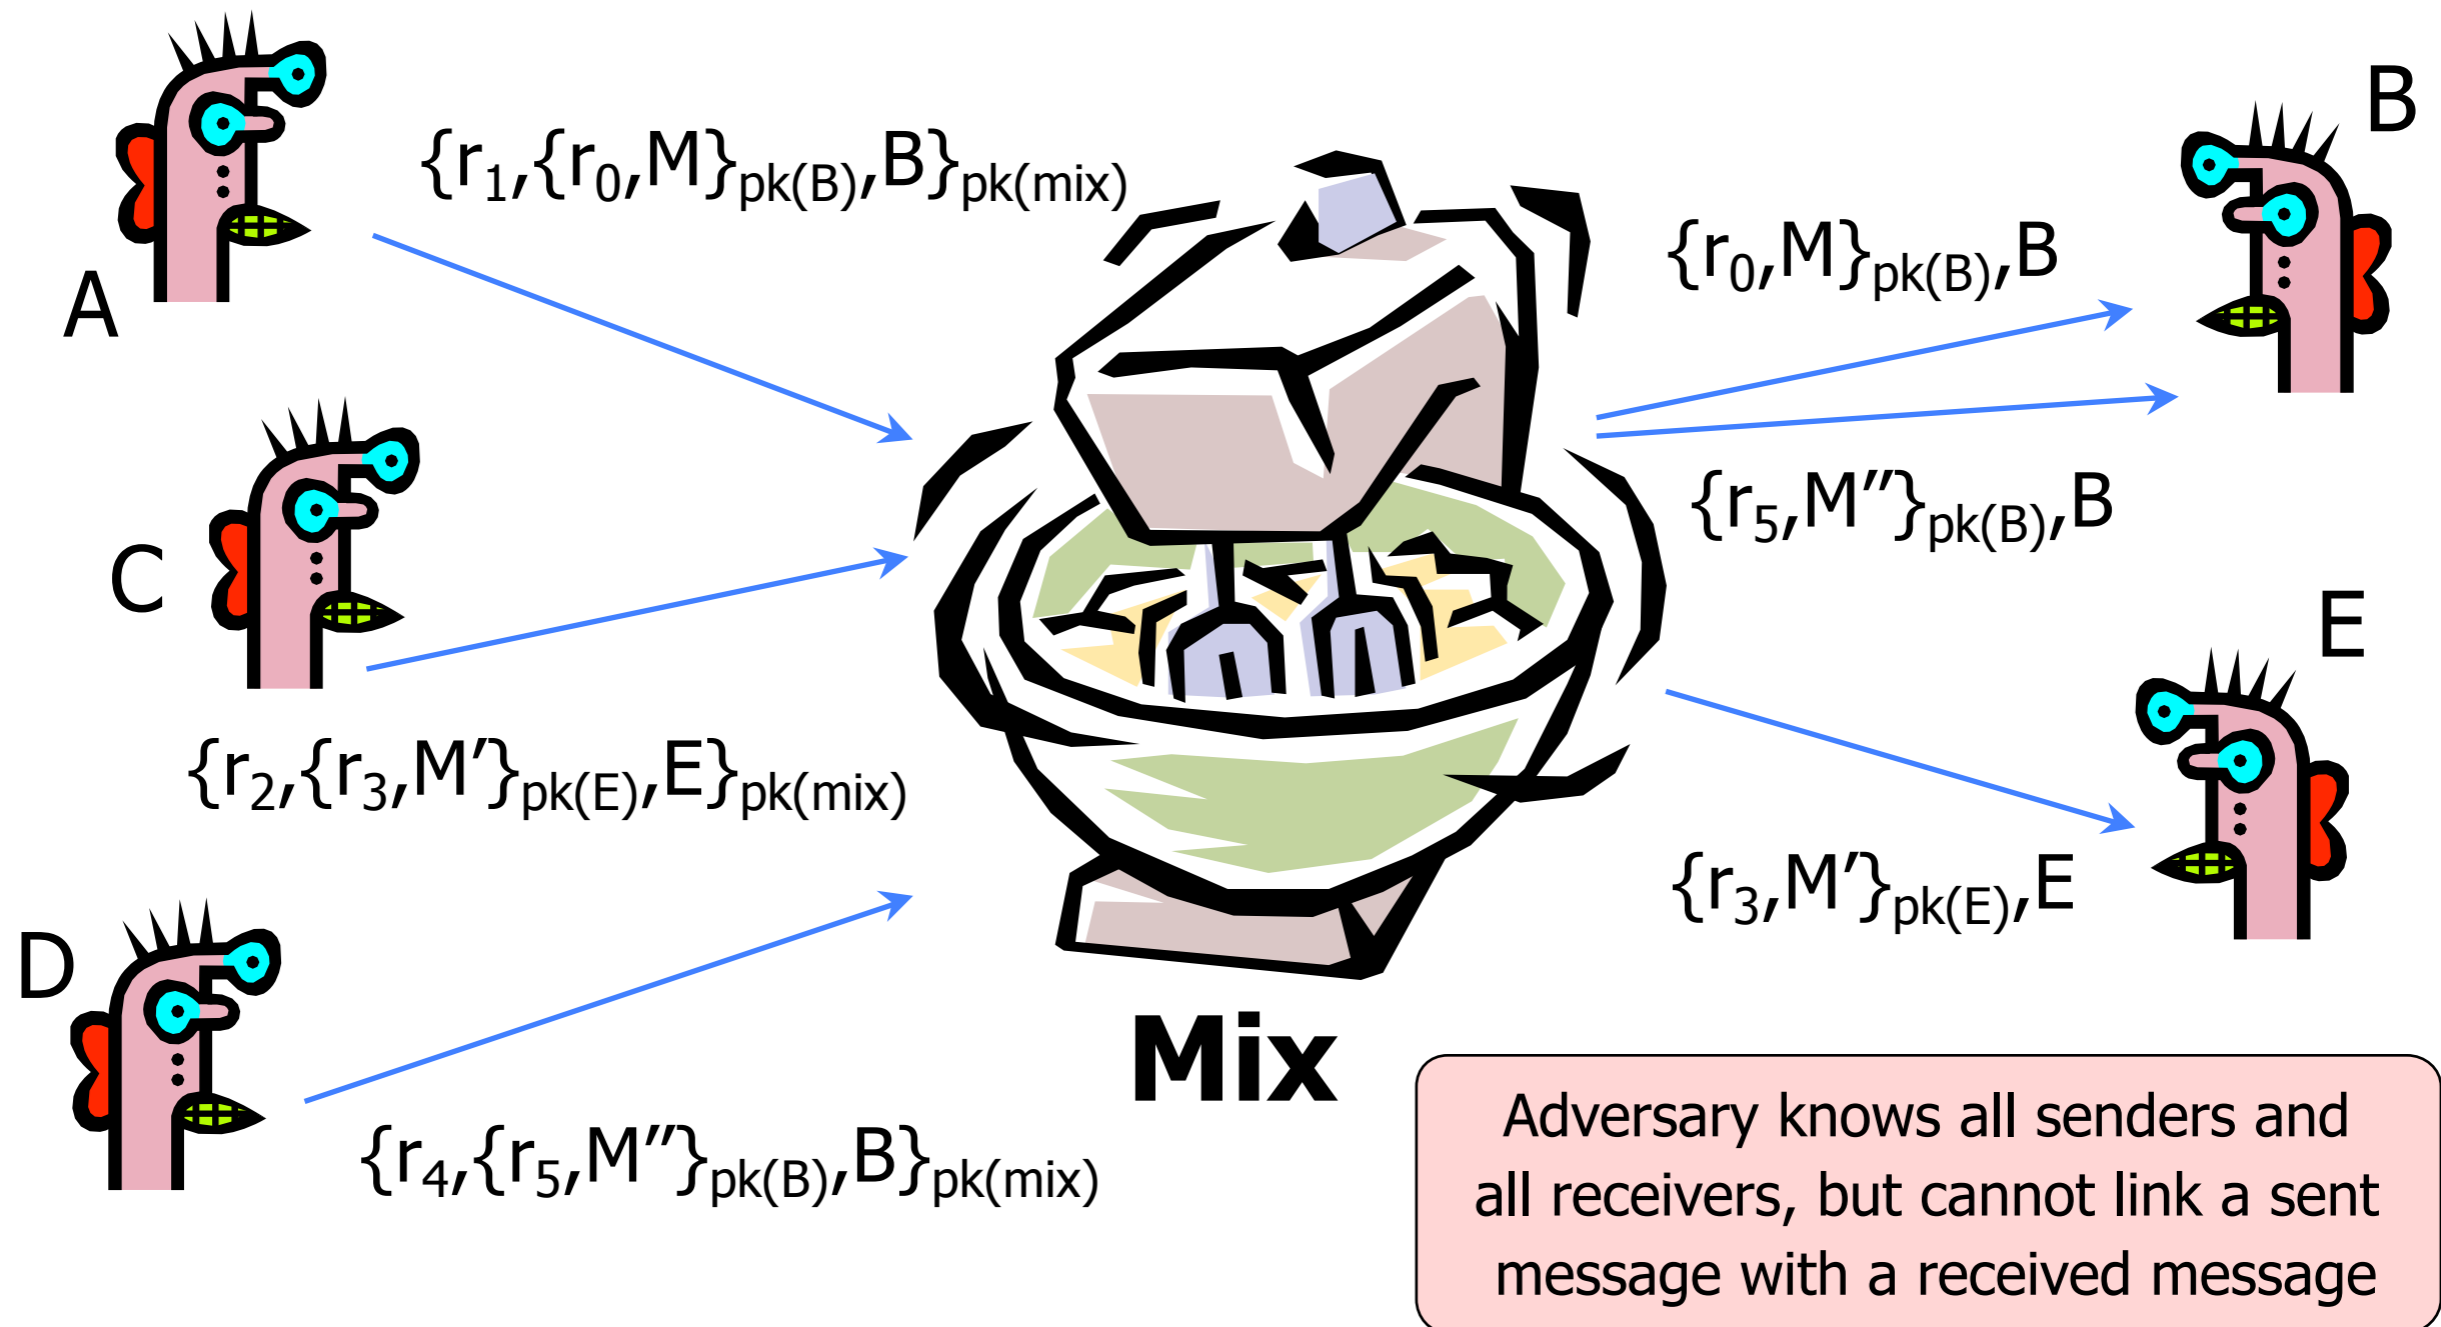 B
{r₁,{r₀,M}pk(B),B}pk(mix)
{r₀,M}pk(B),B
A
{r₅,M″}pk(B),B
C
E
{r₂,{r₃,M′}pk(E),E}pk(mix)
{r₃,M′}pk(E),E
D
Mix
{r₄,{r₅,M″}pk(B),B}pk(mix)
Adversary knows all senders and
all receivers, but cannot link a sent
message with a received message